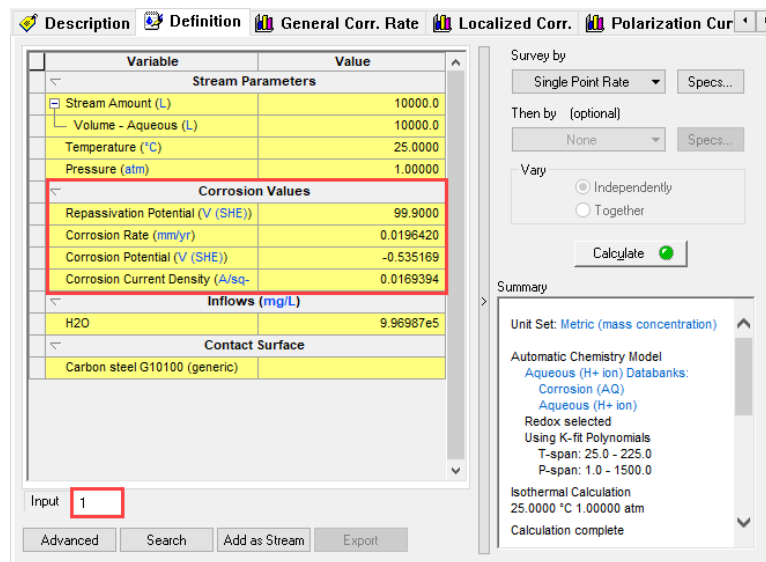 Description Definition General Corr. Rate Localized Corr. Polarization Cur
Variable Value
Stream Parameters
Stream Amount (L) 10000.0
Volume - Aqueous (L) 10000.0
Temperature (°C) 25.0000
Pressure (atm) 1.00000
Corrosion Values
Repassivation Potential (V (SHE)) 99.9000
Corrosion Rate (mm/yr) 0.0196420
Corrosion Potential (V (SHE)) -0.535169
Corrosion Current Density (A/sq- 0.0169394
Inflows (mg/L)
H2O 9.96987e5
Contact Surface
Carbon steel G10100 (generic)
Input 1
Advanced Search Add as Stream Export
Survey by
Single Point Rate Specs...
Then by (optional)
None Specs...
Vary
Independently
Together
Calculate
Summary
Unit Set: Metric (mass concentration)
Automatic Chemistry Model
Aqueous (H+ ion) Databanks:
Corrosion (AQ)
Aqueous (H+ ion)
Redox selected
Using K-fit Polynomials
T-span: 25.0 - 225.0
P-span: 1.0 - 1500.0
Isothermal Calculation
25.0000 °C 1.00000 atm
Calculation complete